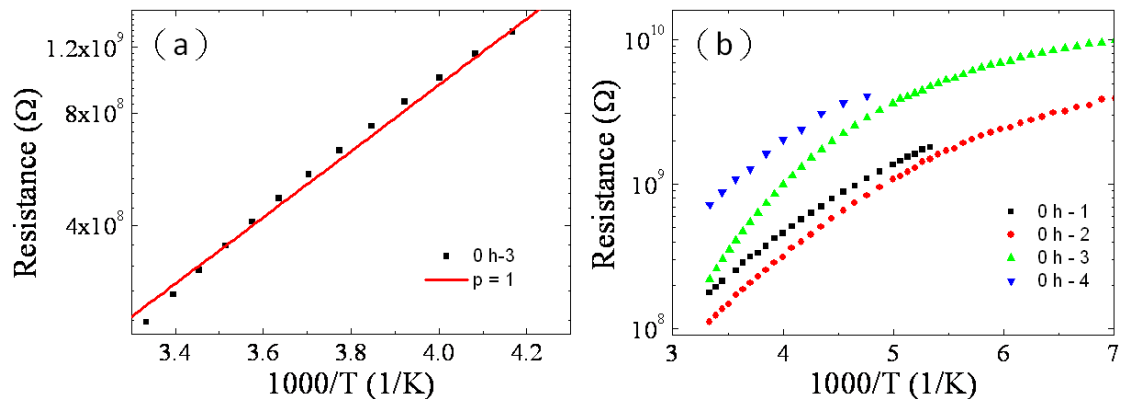 (a)
1.2x10⁹
8x10⁸
4x10⁸
Resistance (Ω)
0 h-3
p = 1
3.4 3.6 3.8 4.0 4.2
1000/T (1/K)
(b)
10¹⁰
10⁹
10⁸
Resistance (Ω)
0 h - 1
0 h - 2
0 h - 3
0 h - 4
3 4 5 6 7
1000/T (1/K)